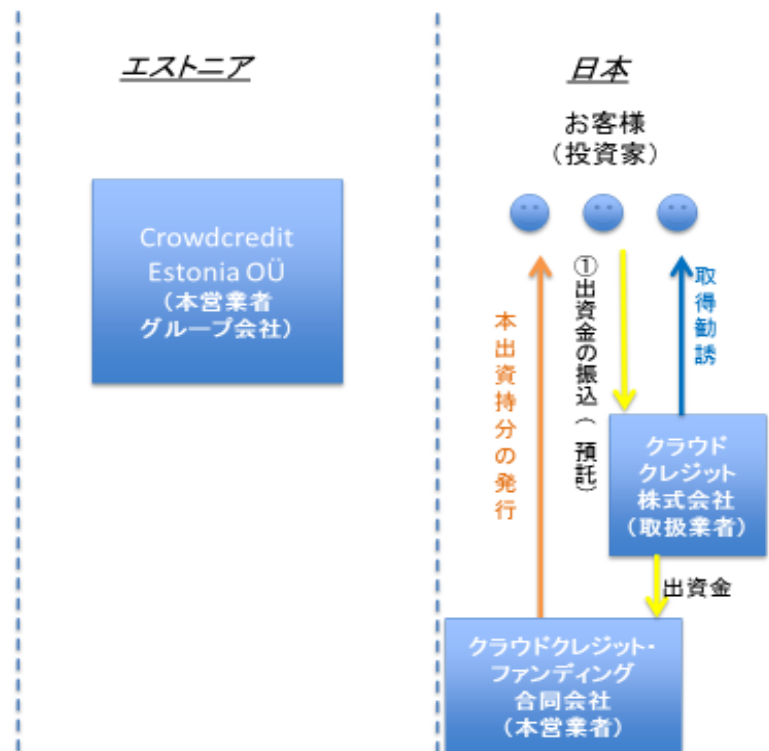 エストニア
日本
お客様
（投資家）
Crowdcredit
Estonia OÜ
（本営業者
グループ会社）
本出資持分の発行
①出資金の振込（預託）
取得勧誘
クラウド
クレジット
株式会社
（取扱業者）
出資金
クラウドクレジット・
ファンディング
合同会社
（本営業者）